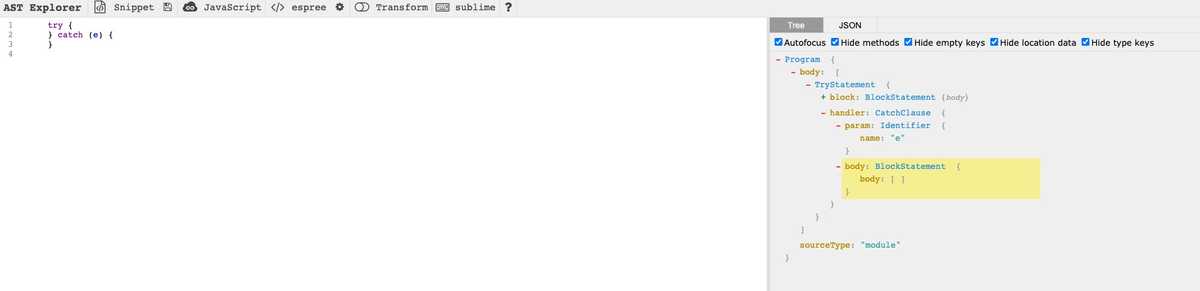 AST Explorer Snippet JavaScript </> espree Transform sublime ?
Tree JSON
Autofocus Hide methods Hide empty keys Hide location data Hide type keys
1 try {
2 } catch (e) {
3 }
4
- Program {
- body: [
- TryStatement {
+ block: BlockStatement {body}
- handler: CatchClause {
- param: Identifier {
name: "e"
}
- body: BlockStatement {
body: [ ]
}
}
}
]
sourceType: "module"
}